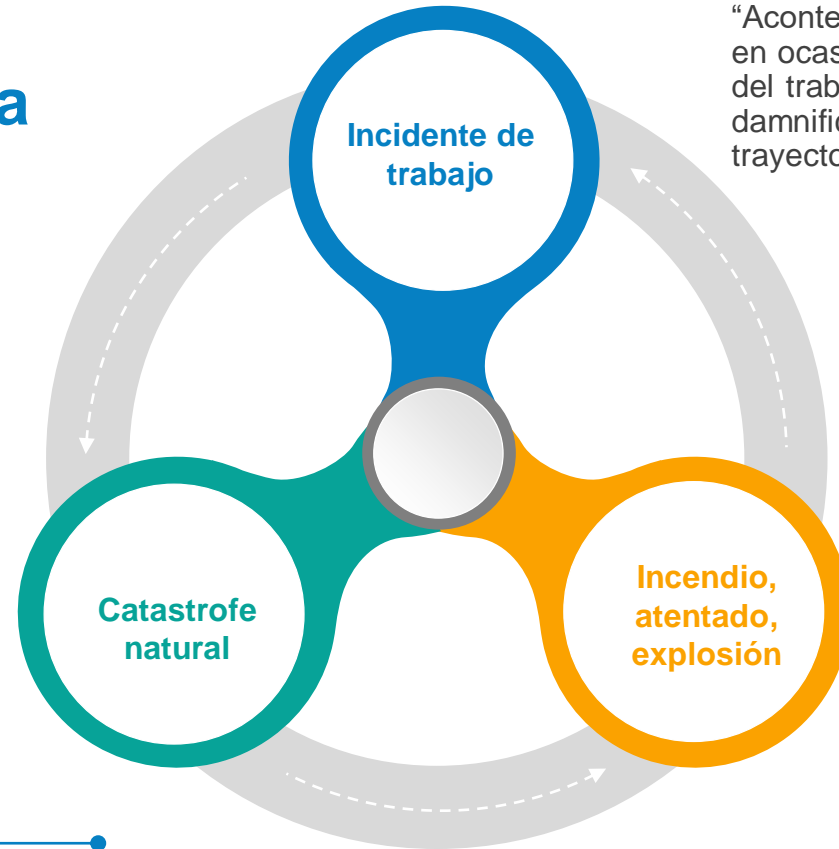 a
“Aconte
en ocas
del trab
damnific
trayecto
Incidente de
trabajo
Catastrofe
natural
Incendio,
atentado,
explosión